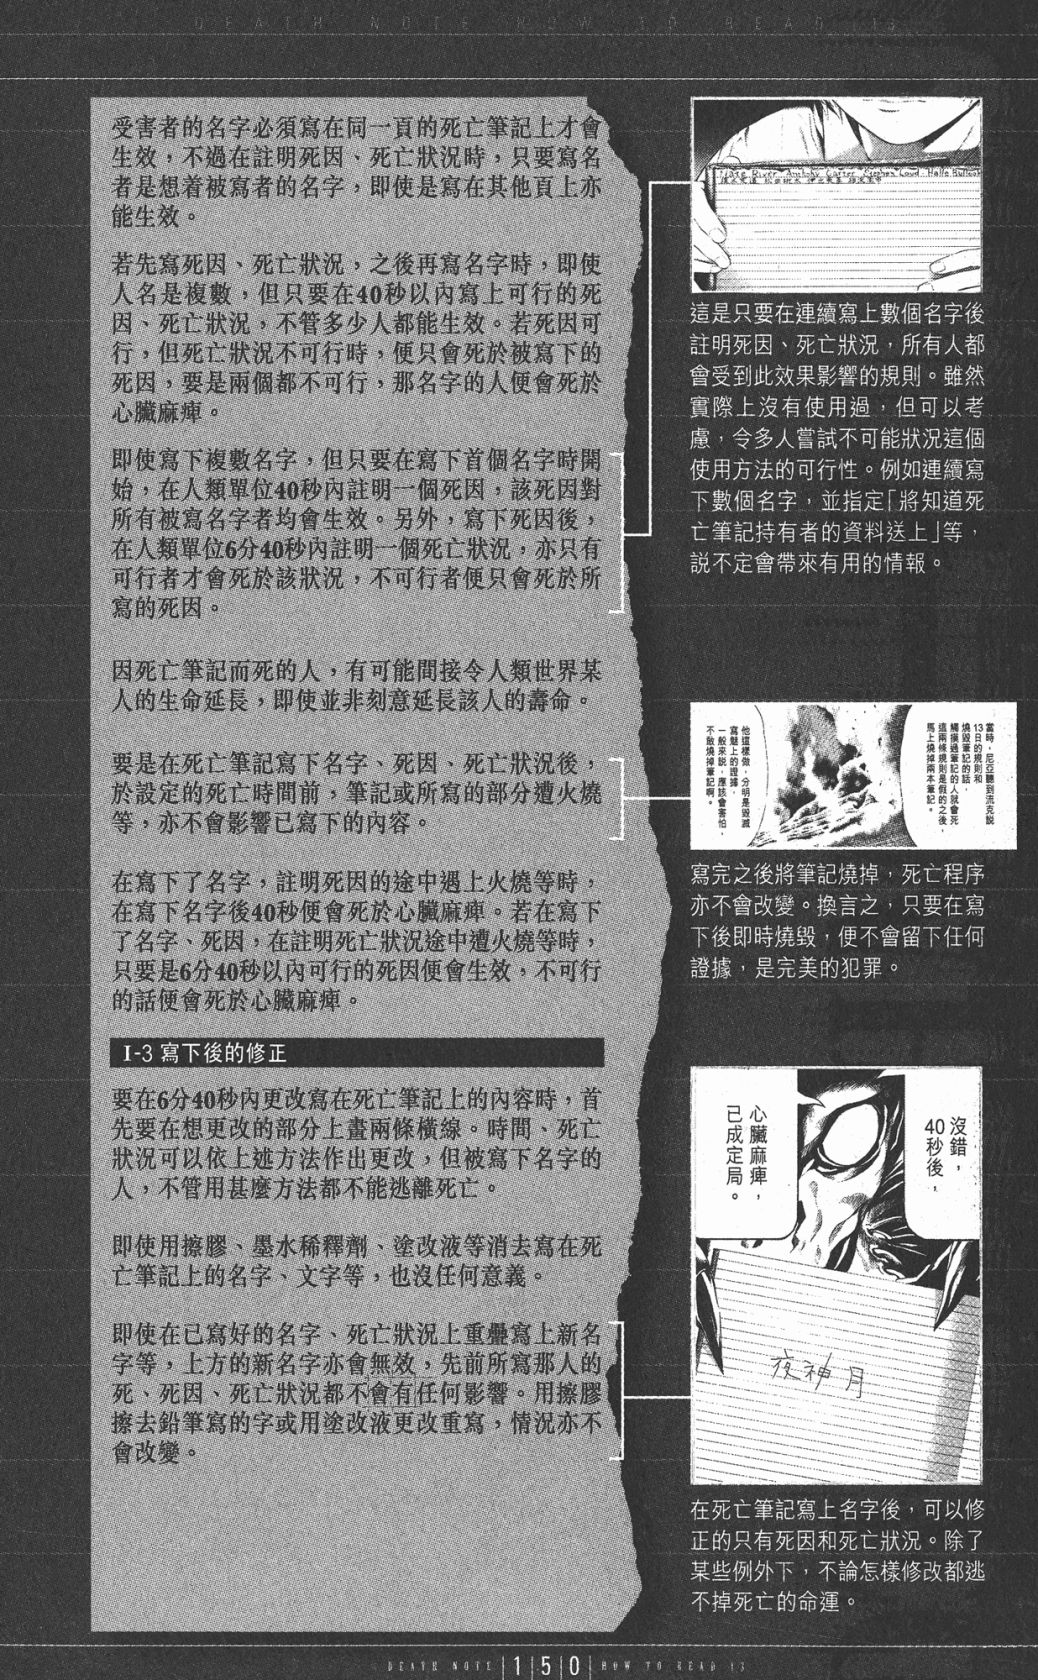 DEATH NOTE HOW TO READ 13
受害者的名字必須寫在同一頁的死亡筆記上才會
生效，不過在註明死因、死亡狀況時，只要寫名
者是想着被寫者的名字，即使是寫在其他頁上亦
能生效。
若先寫死因、死亡狀況，之後再寫名字時，即使
人名是複數，但只要在40秒以內寫上可行的死
因、死亡狀況，不管多少人都能生效。若死因可
行，但死亡狀況不可行時，便只會死於被寫下的
死因，要是兩個都不可行，那名字的人便會死於
心臟麻痺。
即使寫下複數名字，但只要在寫下首個名字時開
始，在人類單位40秒內註明一個死因，該死因對
所有被寫名字者均會生效。另外，寫下死因後，
在人類單位6分40秒內註明一個死亡狀況，亦只有
可行者才會死於該狀況，不可行者便只會死於所
寫的死因。
因死亡筆記而死的人，有可能間接令人類世界某
人的生命延長，即使並非刻意延長該人的壽命。
要是在死亡筆記寫下名字、死因、死亡狀況後，
於設定的死亡時間前，筆記或所寫的部分遭火燒
等，亦不會影響已寫下的內容。
在寫下了名字，註明死因的途中遇上火燒等時，
在寫下名字後40秒便會死於心臟麻痺。若在寫下
了名字、死因，在註明死亡狀況途中遭火燒等時，
只要是6分40秒以內可行的死因便會生效，不可行
的話便會死於心臟麻痺。
I-3 寫下後的修正
要在6分40秒內更改寫在死亡筆記上的內容時，首
先要在想更改的部分上畫兩條橫線。時間、死亡
狀況可以依上述方法作出更改，但被寫下名字的
人，不管用甚麼方法都不能逃離死亡。
即使用擦膠、墨水稀釋劑、塗改液等消去寫在死
亡筆記上的名字、文字等，也沒任何意義。
即使在已寫好的名字、死亡狀況上重疊寫上新名
字等，上方的新名字亦會無效，先前所寫那人的
死、死因、死亡狀況都不會有任何影響。用擦膠
擦去鉛筆寫的字或用塗改液更改重寫，情況亦不
會改變。
Anthony Carter Stephen Loud Halle Bullook
這是只要在連續寫上數個名字後
註明死因、死亡狀況，所有人都
會受到此效果影響的規則。雖然
實際上沒有使用過，但可以考
慮，令多人嘗試不可能狀況這個
使用方法的可行性。例如連續寫
下數個名字，並指定「將知道死
亡筆記持有者的資料送上」等，
説不定會帶來有用的情報。
當時，尼亞聽到流克說
13日的規則和
燒毀筆記的話，
觸摸過筆記的人就會死
這兩條規則是假的之後，
馬上燒掉兩本筆記。
他這樣做，分明是毀滅
寫魅上的證據，
一般來說，應該會害怕，
不敢燒掉筆記啊。
寫完之後將筆記燒掉，死亡程序
亦不會改變。換言之，只要在寫
下後即時燒毀，便不會留下任何
證據，是完美的犯罪。
沒錯，
40秒後，
心臟麻痺，
已成定局。
夜神月
在死亡筆記寫上名字後，可以修
正的只有死因和死亡狀況。除了
某些例外下，不論怎樣修改都逃
不掉死亡的命運。
DEATH NOTE 150 HOW TO READ 13